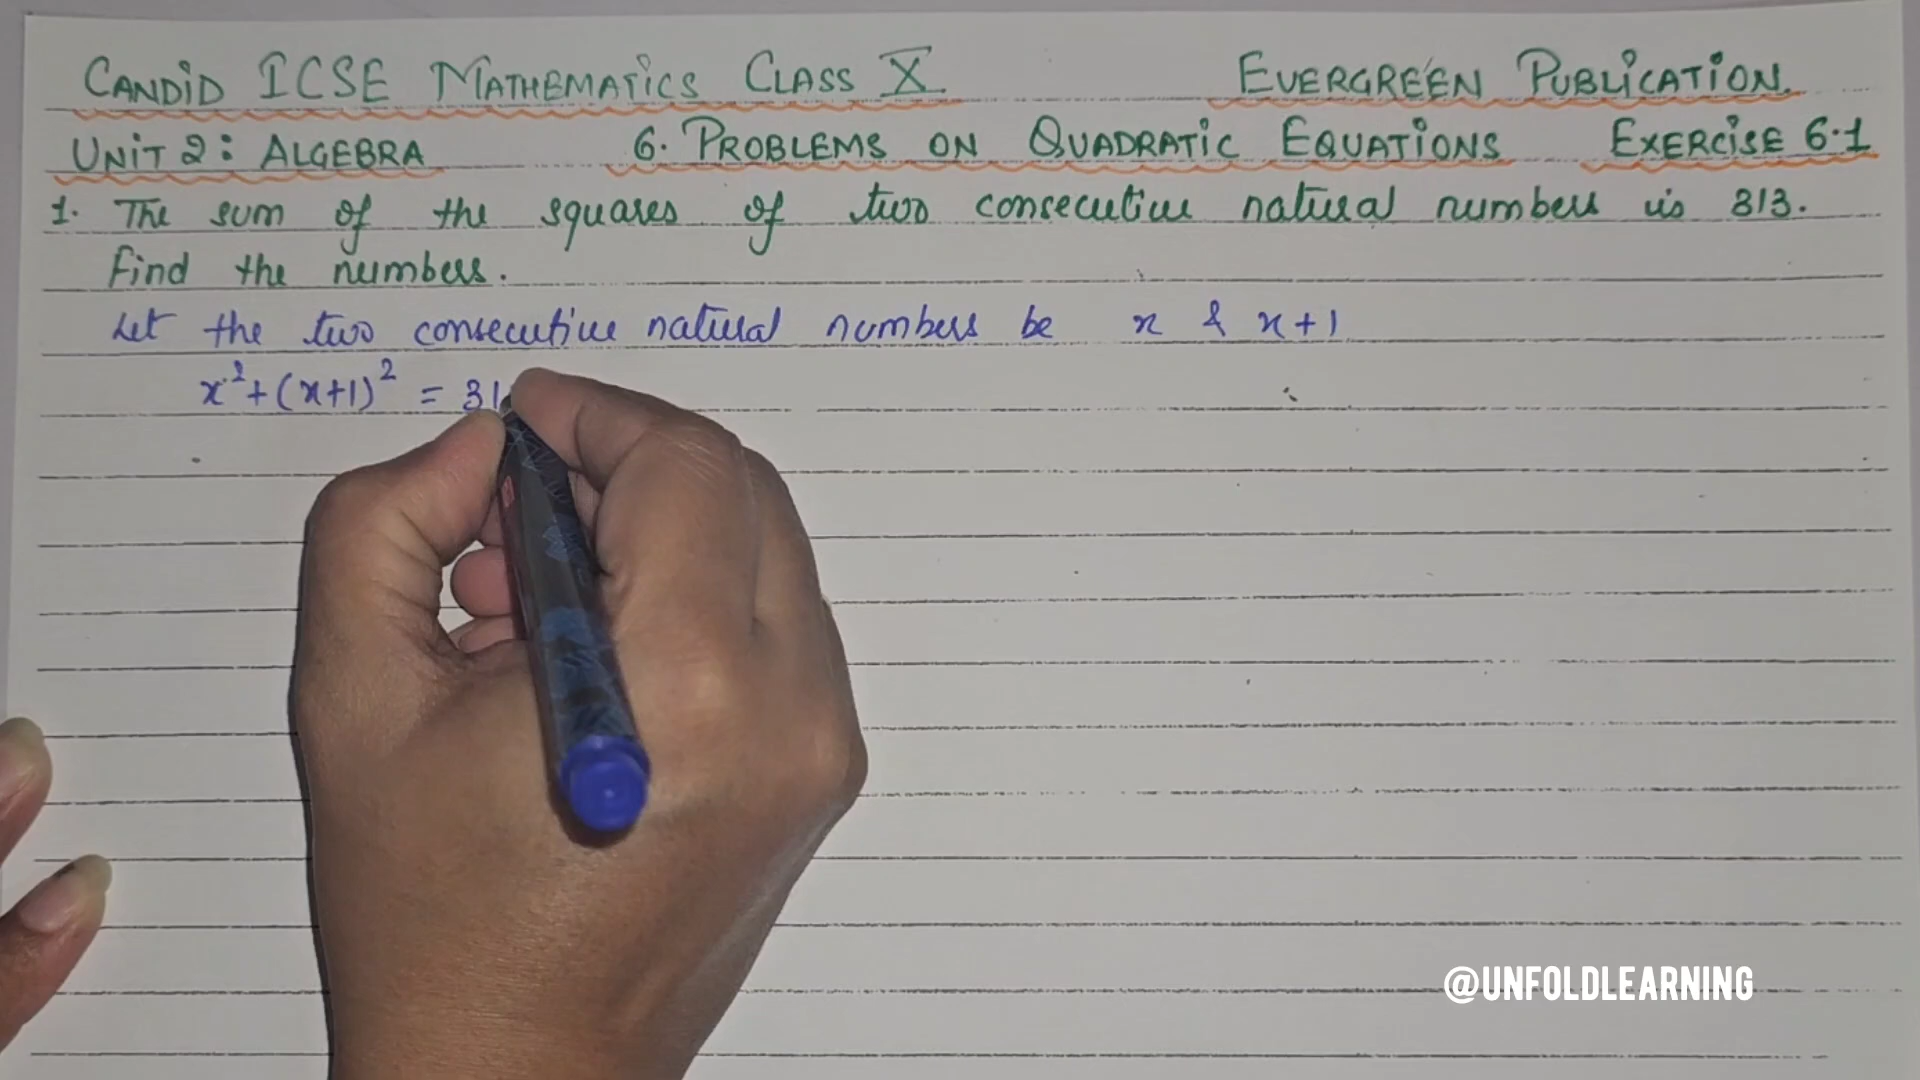 CANDID ICSE MATHEMATICS CLASS X EVERGREEN PUBLICATION.
UNIT 2: ALGEBRA 6. PROBLEMS ON QUADRATIC EQUATIONS EXERCISE 6.1
1. The sum of the squares of two consecutive natural numbers is 313.
Find the numbers.
Let the two consecutive natural numbers be x & x+1
x²+(x+1)² = 31
@UNFOLDLEARNING